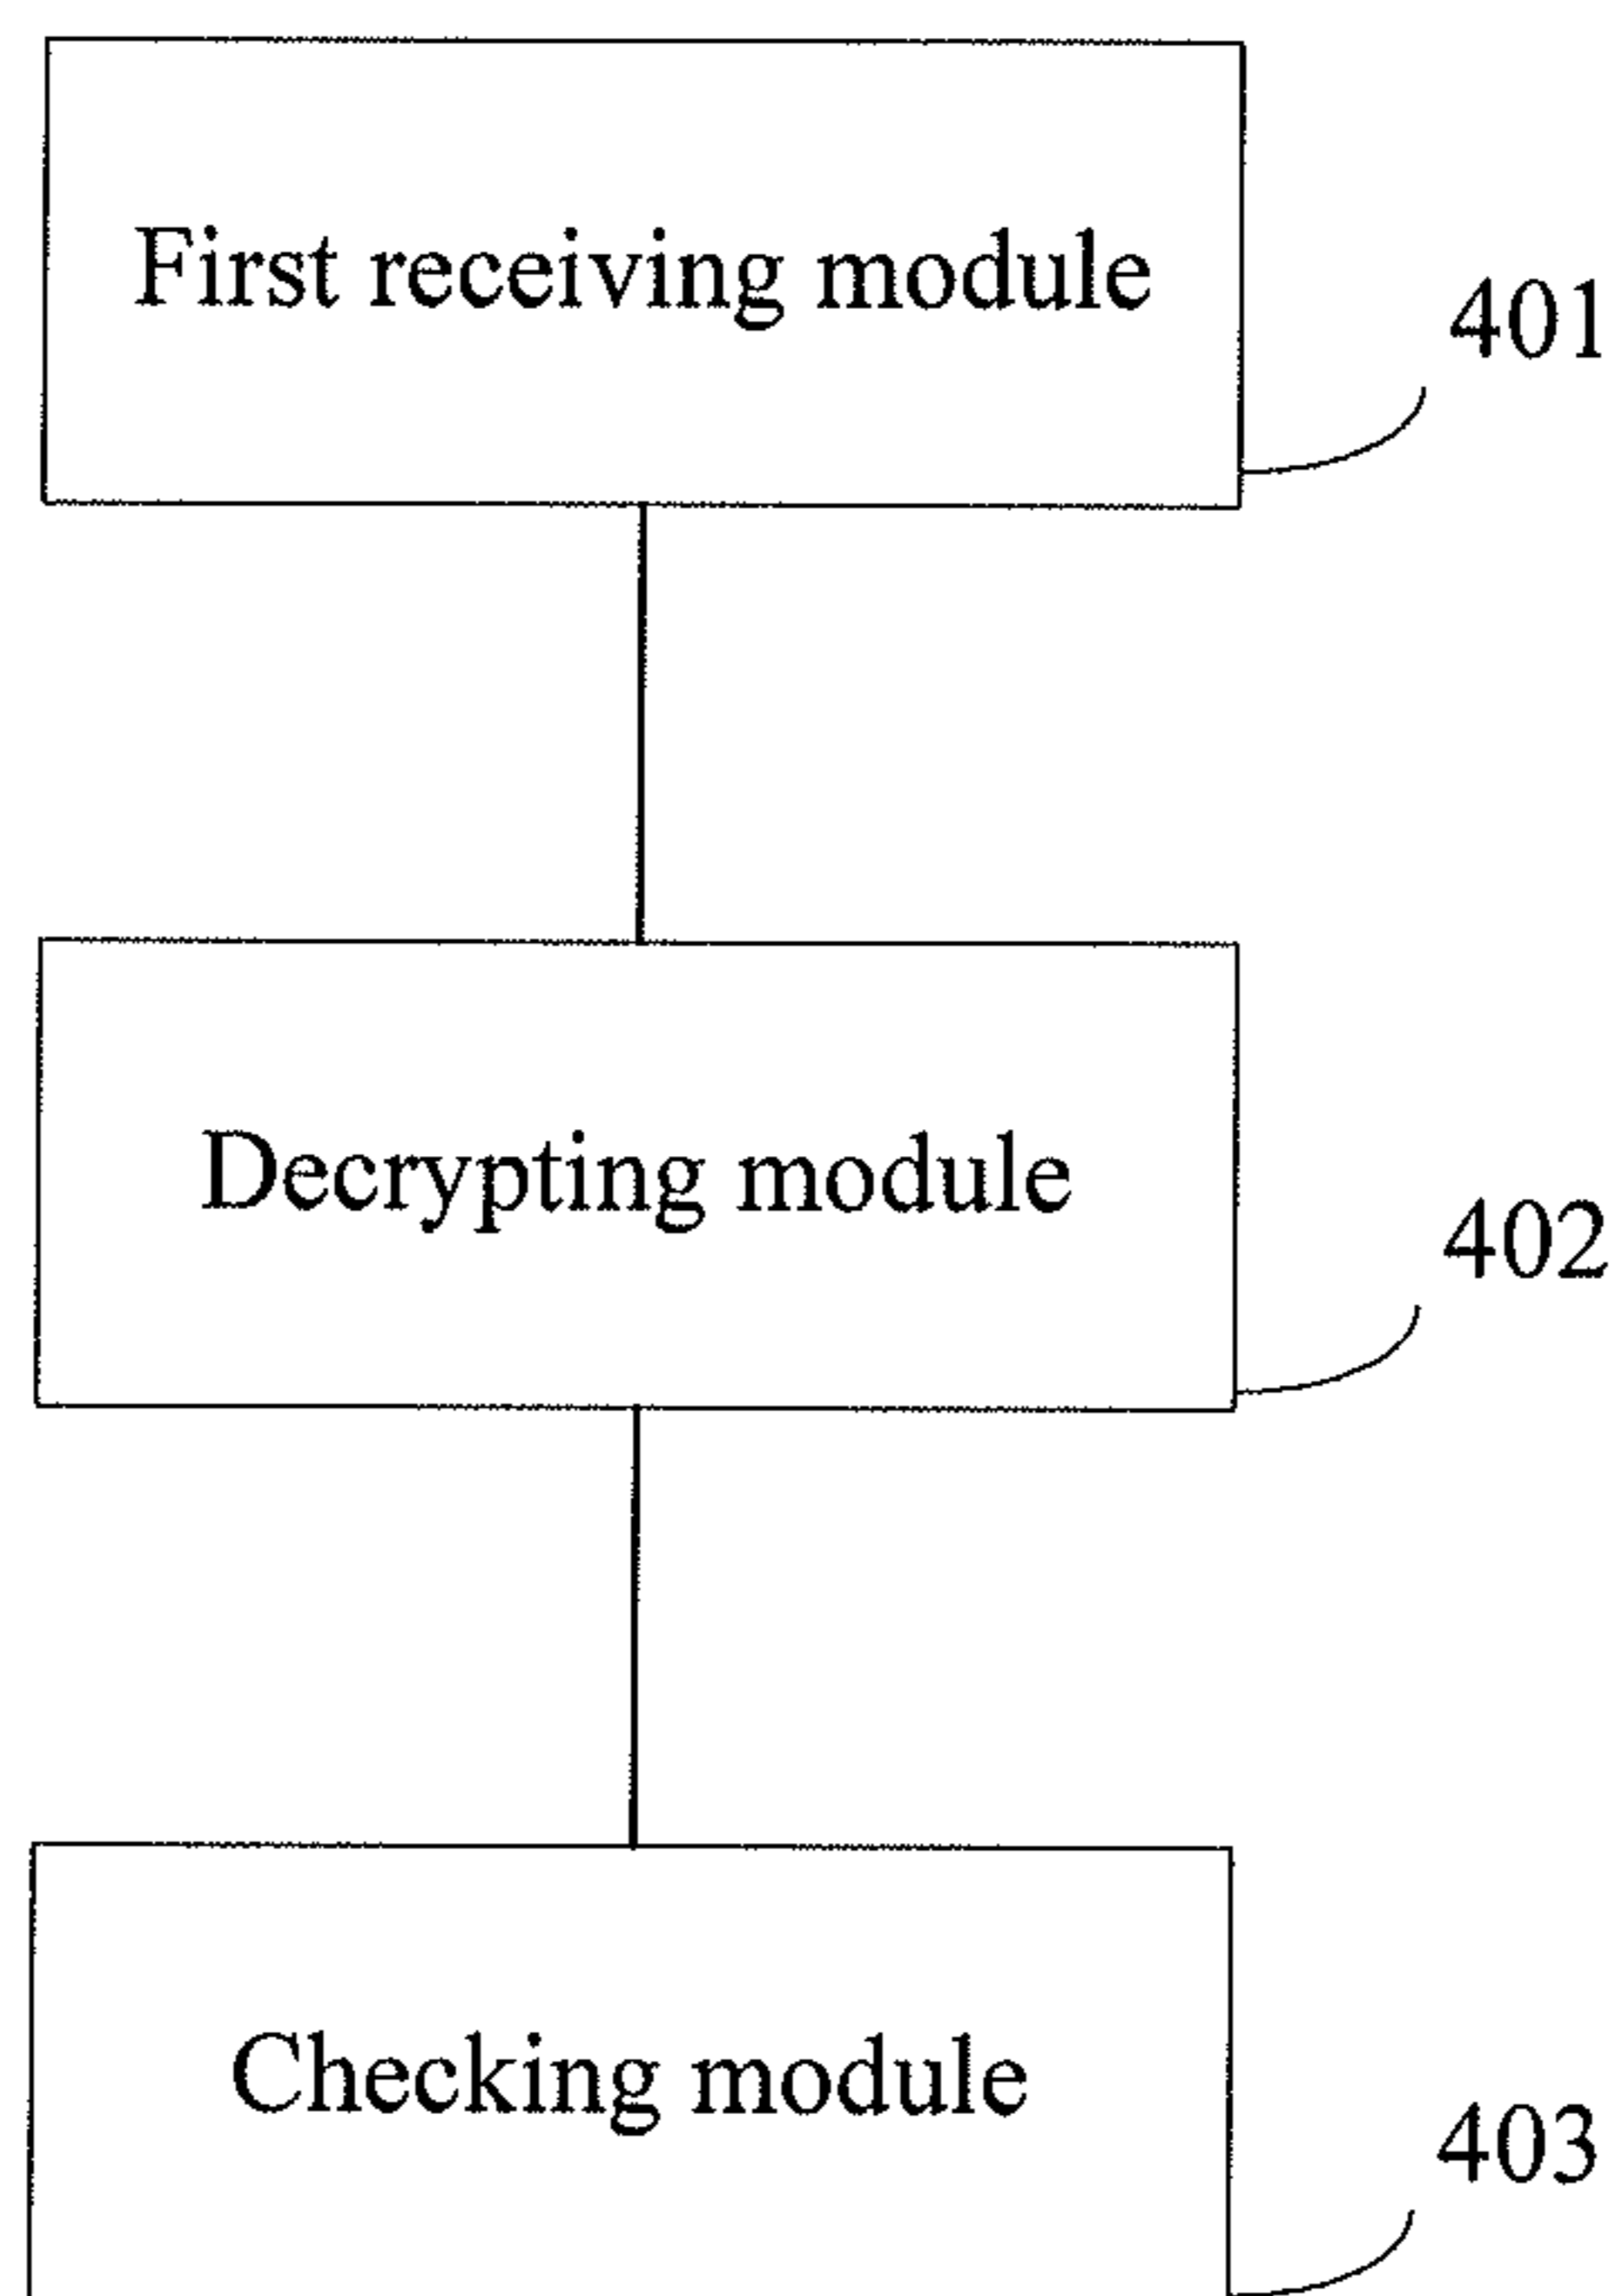 First receiving module
401
Decrypting module
402
Checking module
403